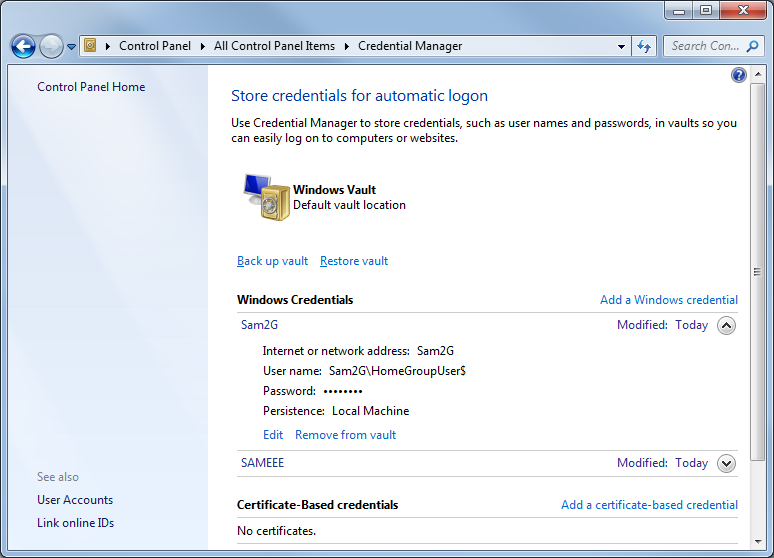 Control Panel ▸ All Control Panel Items ▸ Credential Manager
Search Con...
Control Panel Home
Store credentials for automatic logon
Use Credential Manager to store credentials, such as user names and passwords, in vaults so you
can easily log on to computers or websites.
Windows Vault
Default vault location
Back up vault Restore vault
Windows Credentials Add a Windows credential
Sam2G Modified: Today
Internet or network address: Sam2G
User name: Sam2G\HomeGroupUser$
Password: ••••••••
Persistence: Local Machine
Edit Remove from vault
SAMEEE Modified: Today
Certificate-Based credentials Add a certificate-based credential
No certificates.
See also
User Accounts
Link online IDs